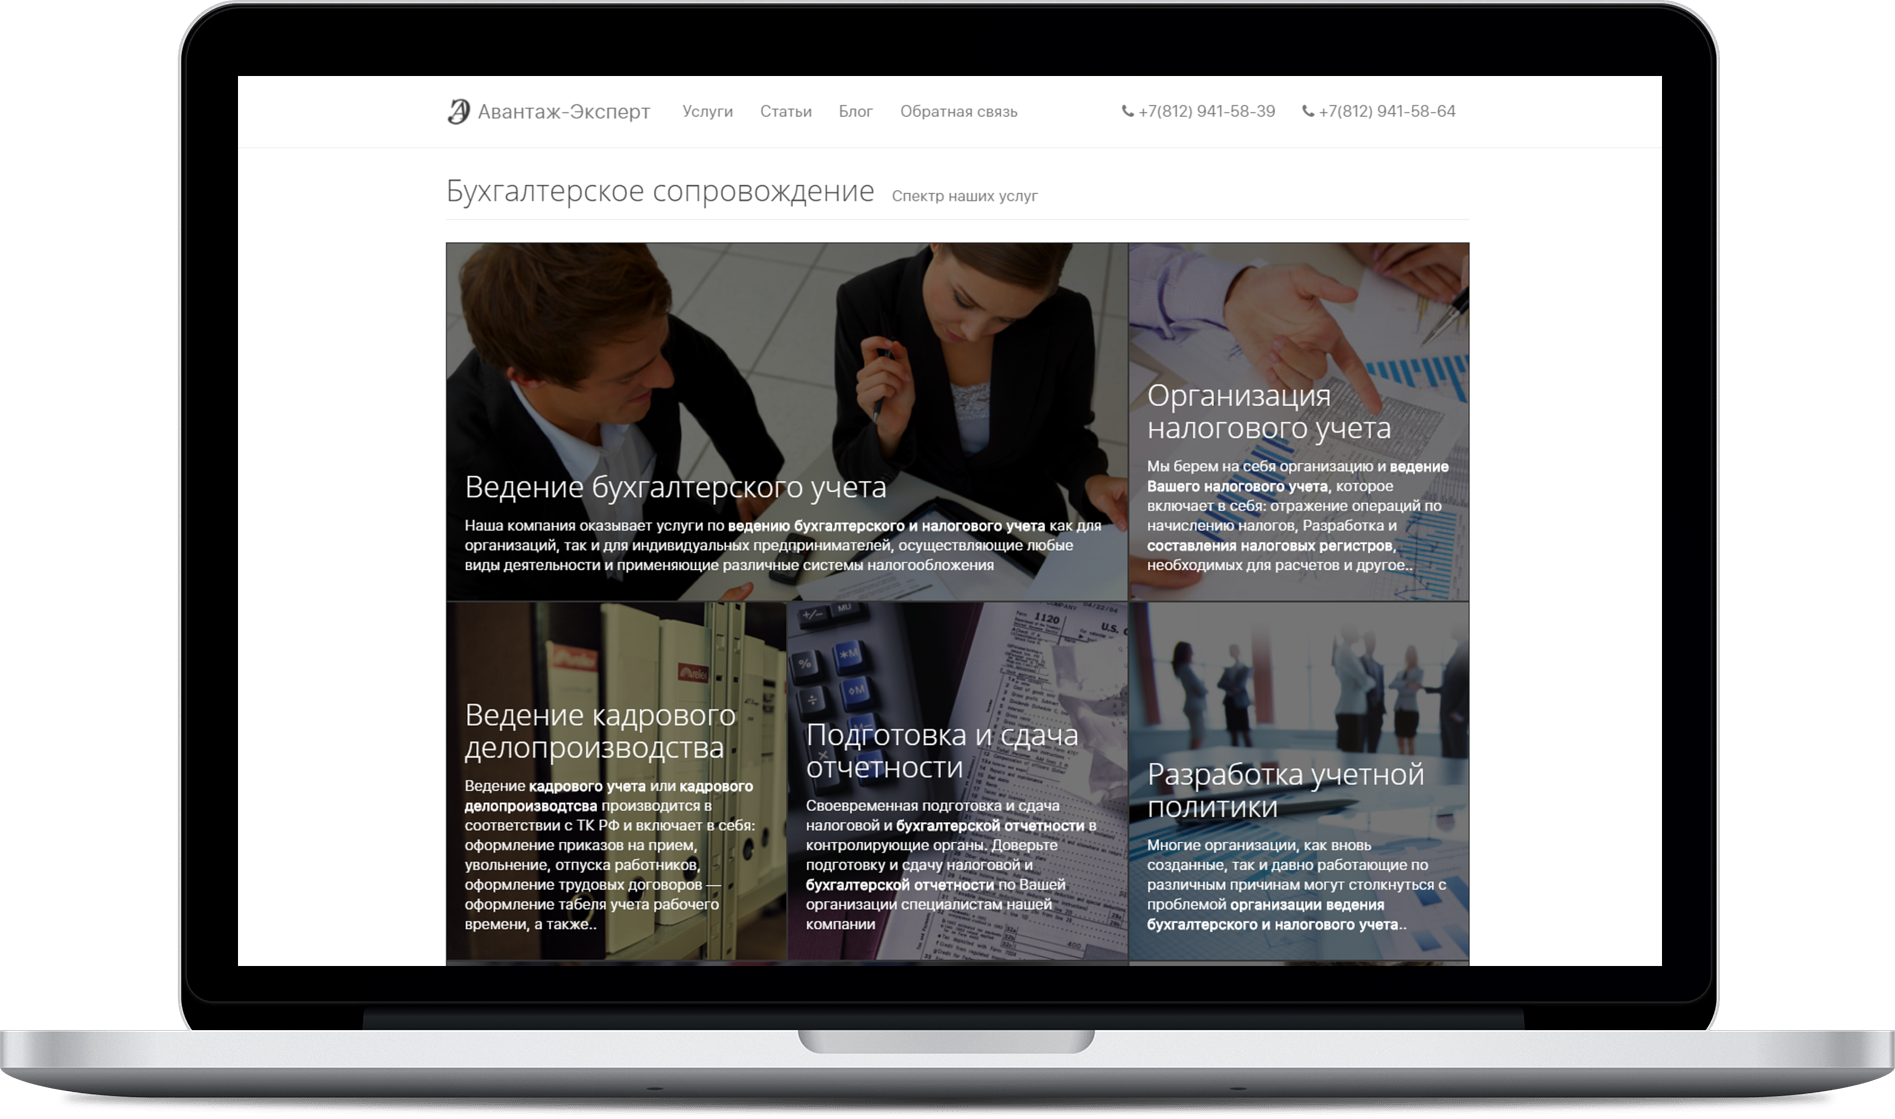 Авантаж-Эксперт Услуги Статьи Блог Обратная связь +7(812) 941-58-39 +7(812) 941-58-64
Бухгалтерское сопровождение Спектр наших услуг
Ведение бухгалтерского учета
Наша компания оказывает услуги по ведению бухгалтерского и налогового учета как для
организаций, так и для индивидуальных предпринимателей, осуществляющие любые
виды деятельности и применяющие различные системы налогообложения
Организация
налогового учета
Мы берем на себя организацию и ведение
Вашего налогового учета, которое
включает в себя: отражение операций по
начислению налогов, Разработка и
составления налоговых регистров,
необходимых для расчетов и другое..
Ведение кадрового
делопроизводства
Ведение кадрового учета или кадрового
делопроизводтсва производится в
соответствии с ТК РФ и включает в себя:
оформление приказов на прием,
увольнение, отпуска работников,
оформление трудовых договоров —
оформление табеля учета рабочего
времени, а также..
Подготовка и сдача
отчетности
Своевременная подготовка и сдача
налоговой и бухгалтерской отчетности в
контролирующие органы. Доверьте
подготовку и сдачу налоговой и
бухгалтерской отчетности по Вашей
организации специалистам нашей
компании
Разработка учетной
политики
Многие организации, как вновь
созданные, так и давно работающие по
различным причинам могут столкнуться с
проблемой организации ведения
бухгалтерского и налогового учета..
+/- MU
%
*M
÷
◊M
×
1120
COMPANY 04/22/94
U.S.
400